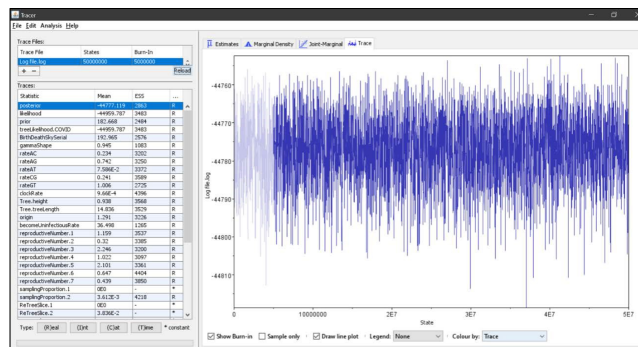 Tracer
File Edit Analysis Help
Trace Files:
Trace File States Burn-In
Log file.log 50000000 5000000
+ − Reload
Traces:
Statistic Mean ESS ...
posterior -44777.119 2863 R
likelihood -44959.787 3483 R
prior 182.668 2484 R
treeLikelihood.COVID -44959.787 3483 R
BirthDeathSkySerial 192.965 2576 R
gammaShape 0.945 1083 R
rateAC 0.234 3202 R
rateAG 0.742 3250 R
rateAT 7.586E-2 3372 R
rateCG 0.241 3589 R
rateGT 1.006 2725 R
clockRate 9.66E-4 4396 R
Tree.height 0.938 3568 R
Tree.treeLength 14.836 3529 R
origin 1.291 3226 R
becomeUninfectiousRate 36.498 1265 R
reproductiveNumber.1 1.159 3537 R
reproductiveNumber.2 0.32 3385 R
reproductiveNumber.3 2.246 3200 R
reproductiveNumber.4 1.022 3097 R
reproductiveNumber.5 2.101 3361 R
reproductiveNumber.6 0.647 4404 R
reproductiveNumber.7 0.439 3850 R
samplingProportion.1 0E0 - *
samplingProportion.2 3.612E-3 4218 R
ReTreeSlice.1 0E0 - *
ReTreeSlice.2 3.836E-2 - *
Type: (R)eal (I)nt (C)at (T)ime * constant
Estimates Marginal Density Joint-Marginal Trace
-44760
-44770
-44780
-44790
-44800
-44810
Log file.log
0 10000000 2E7 3E7 4E7 5E7
State
Show Burn-in Sample only Draw line plot Legend: None Colour by: Trace